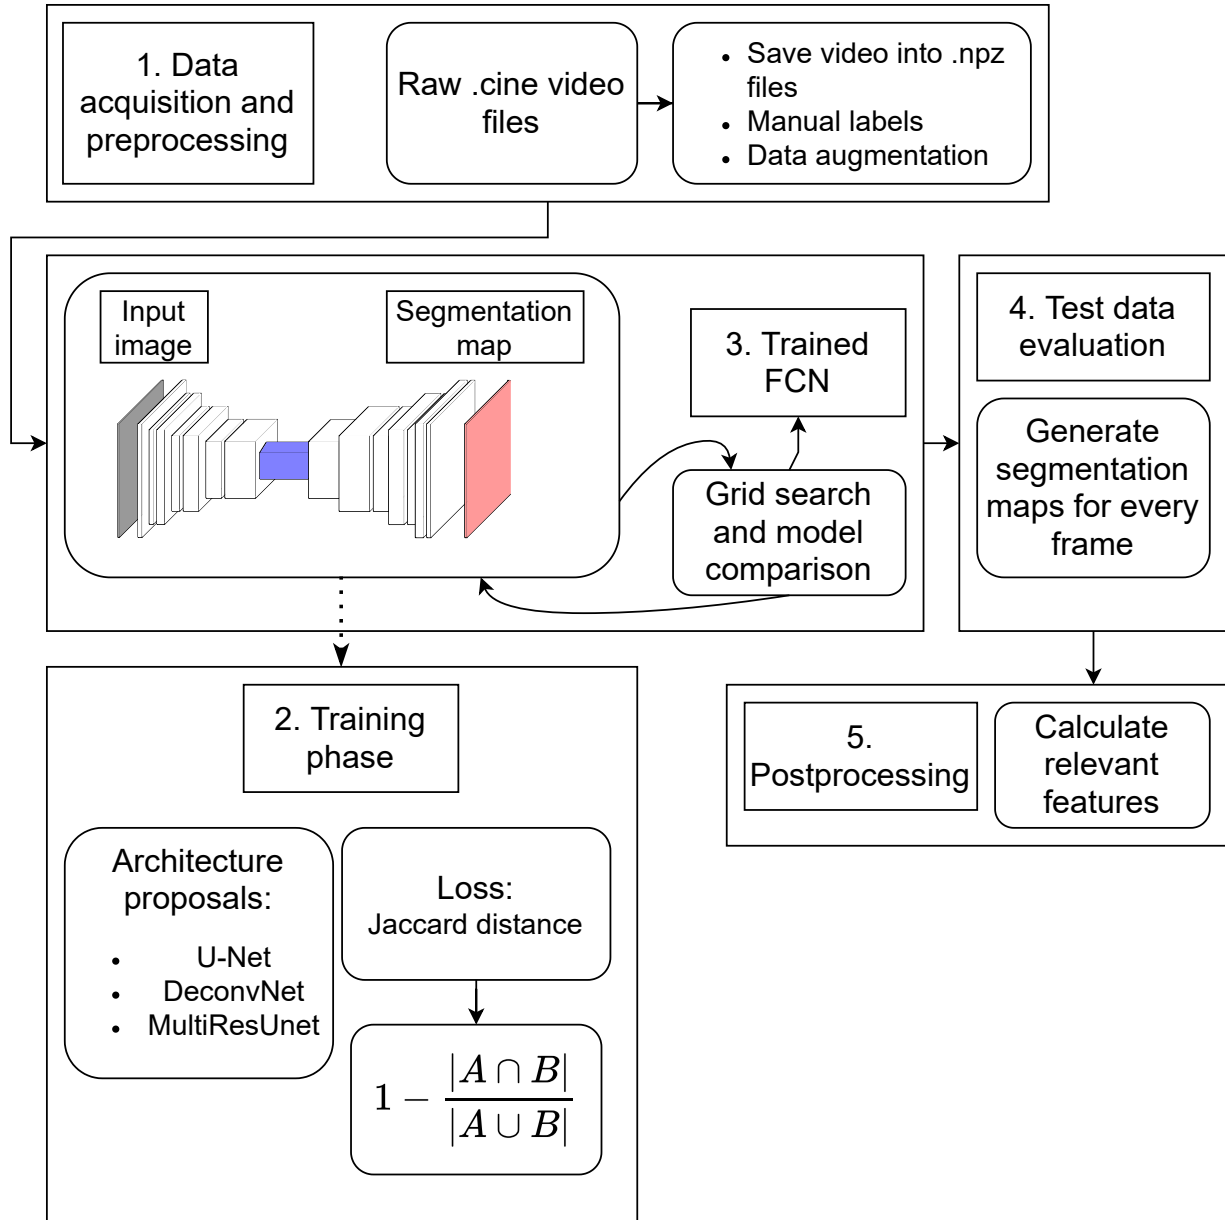 1. Data
acquisition and
preprocessing
Raw .cine video
files
• Save video into .npz
files
• Manual labels
• Data augmentation
Input
image
Segmentation
map
3. Trained
FCN
Grid search
and model
comparison
4. Test data
evaluation
Generate
segmentation
maps for every
frame
2. Training
phase
Architecture
proposals:
• U-Net
• DeconvNet
• MultiResUnet
Loss:
Jaccard distance
1 − |A ∩ B| / |A ∪ B|
5.
Postprocessing
Calculate
relevant
features